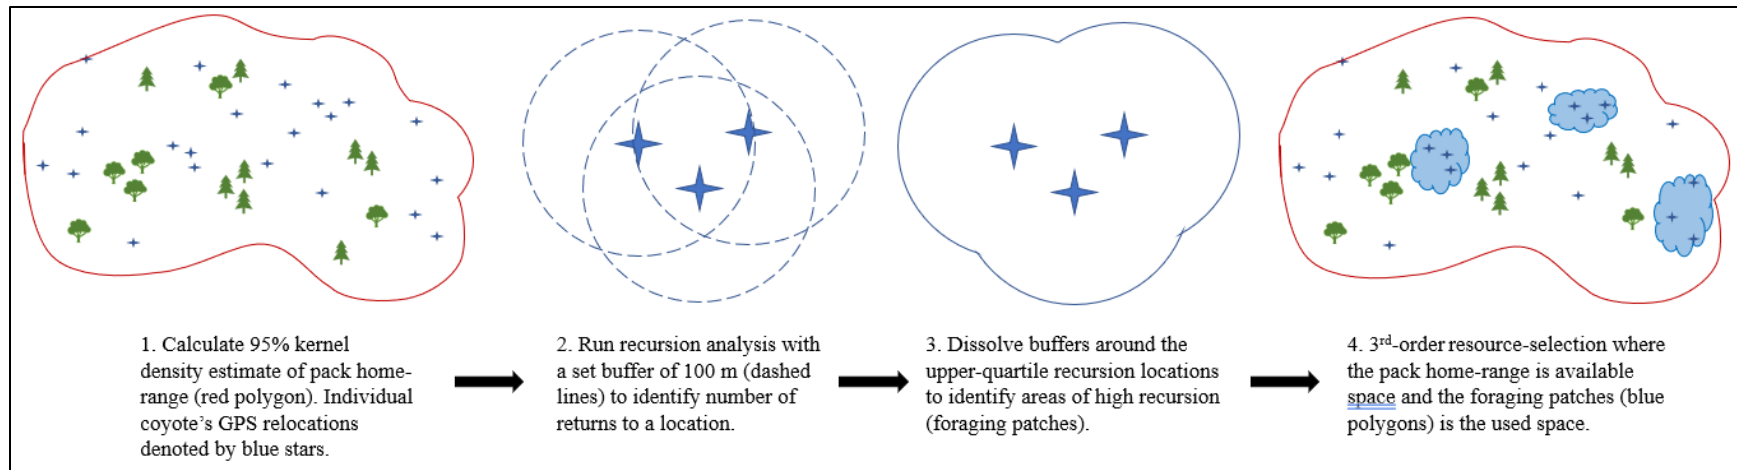 1. Calculate 95% kernel
density estimate of pack home-
range (red polygon). Individual
coyote's GPS relocations
denoted by blue stars.
2. Run recursion analysis with
a set buffer of 100 m (dashed
lines) to identify number of
returns to a location.
3. Dissolve buffers around the
upper-quartile recursion locations
to identify areas of high recursion
(foraging patches).
4. 3rd-order resource-selection where
the pack home-range is available
space and the foraging patches (blue
polygons) is the used space.